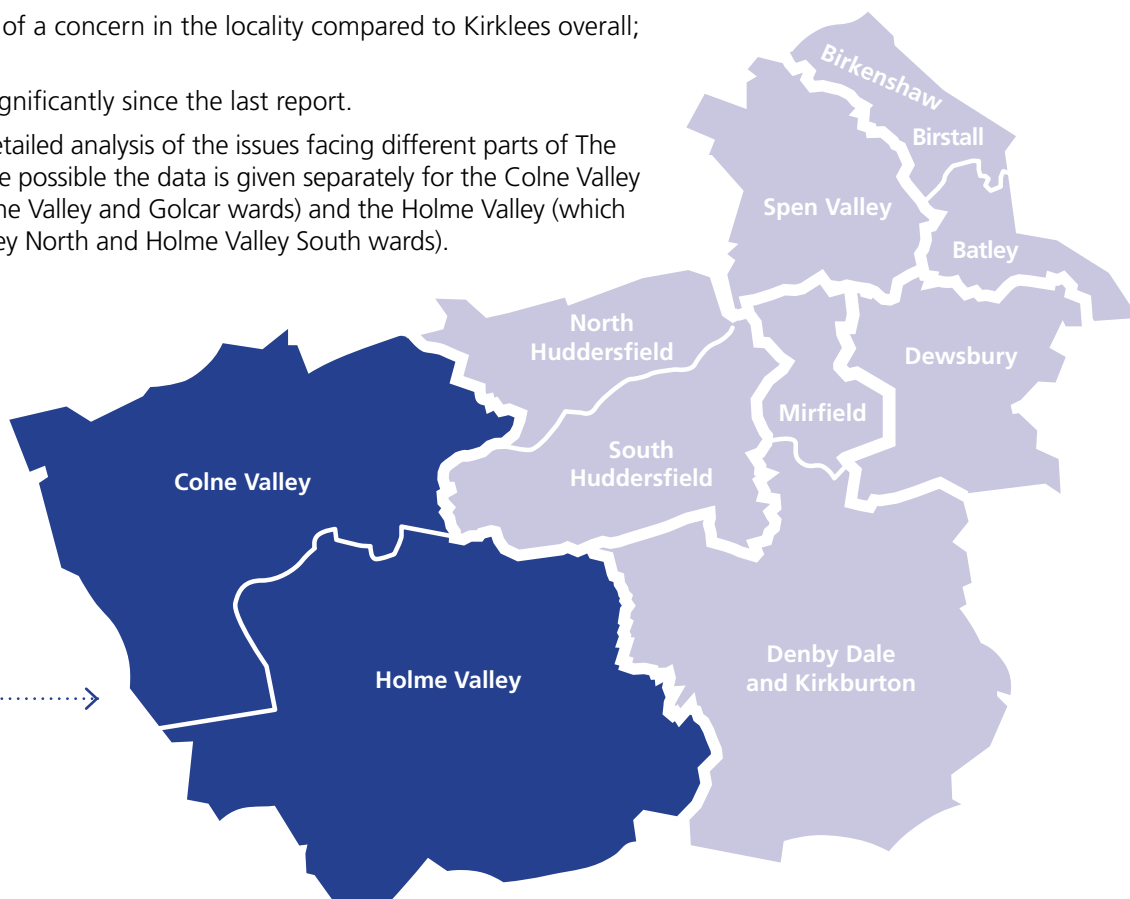 of a concern in the locality compared to Kirklees overall;
gnificantly since the last report.
etailed analysis of the issues facing different parts of The
e possible the data is given separately for the Colne Valley
ne Valley and Golcar wards) and the Holme Valley (which
ey North and Holme Valley South wards).
Birkenshaw
Birstall
Spen Valley
Batley
North
Huddersfield
Dewsbury
Mirfield
South
Huddersfield
Colne Valley
Holme Valley
Denby Dale
and Kirkburton